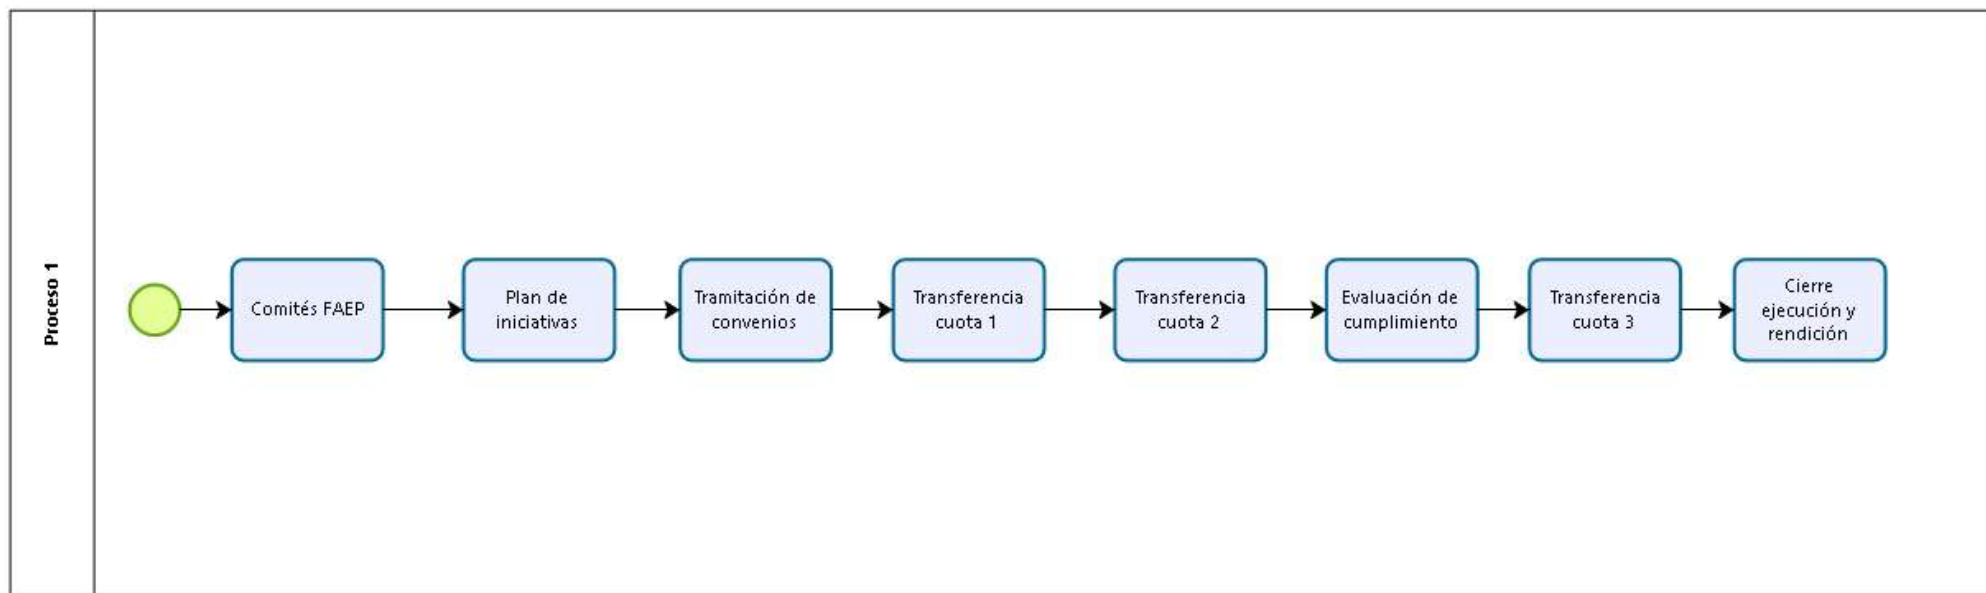 Proceso 1
Comités FAEP
Plan de
iniciativas
Tramitación de
convenios
Transferencia
cuota 1
Transferencia
cuota 2
Evaluación de
cumplimiento
Transferencia
cuota 3
Cierre
ejecución y
rendición